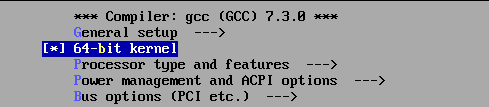 *** Compiler: gcc (GCC) 7.3.0 ***
General setup  --->
[*] 64-bit kernel
Processor type and features  --->
Power management and ACPI options  --->
Bus options (PCI etc.)  --->